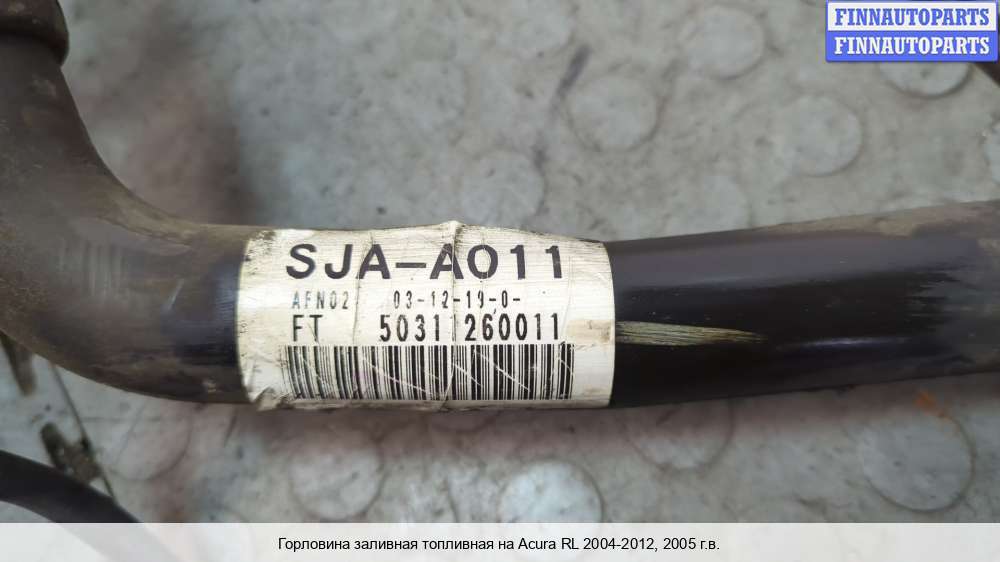 FINNAUTOPARTS
FINNAUTOPARTS
SJA-A011
AFN02 03-12-19-0-
FT 50311260011
Горловина заливная топливная на Acura RL 2004-2012, 2005 г.в.